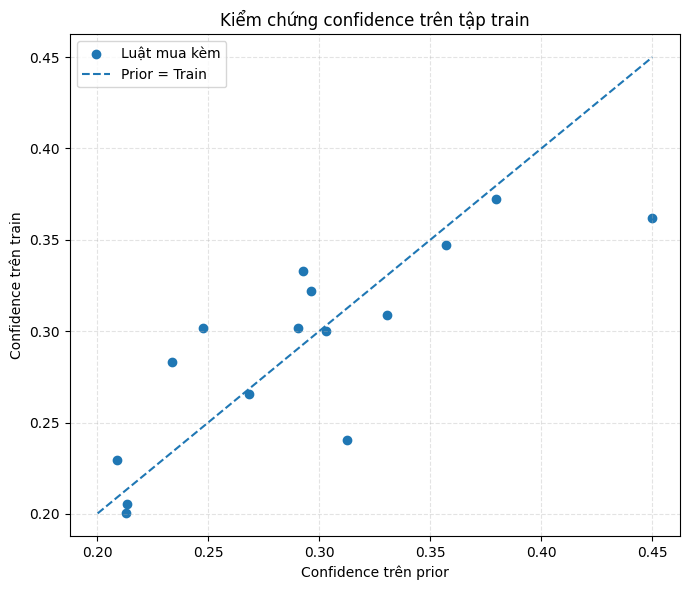 Kiểm chứng confidence trên tập train
Luật mua kèm
Prior = Train
Confidence trên train
0.45
0.40
0.35
0.30
0.25
0.20
0.20 0.25 0.30 0.35 0.40 0.45
Confidence trên prior